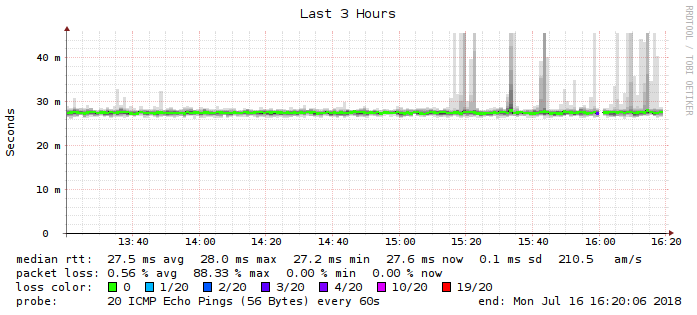 Last 3 Hours
RRDTOOL / TOBI OETIKER
Seconds
40 m
30 m
20 m
10 m
0
13:40 14:00 14:20 14:40 15:00 15:20 15:40 16:00 16:20
median rtt: 27.5 ms avg 28.0 ms max 27.2 ms min 27.6 ms now 0.1 ms sd 210.5 am/s
packet loss: 0.56 % avg 88.33 % max 0.00 % min 0.00 % now
loss color: 0 1/20 2/20 3/20 4/20 10/20 19/20
probe: 20 ICMP Echo Pings (56 Bytes) every 60s end: Mon Jul 16 16:20:06 2018